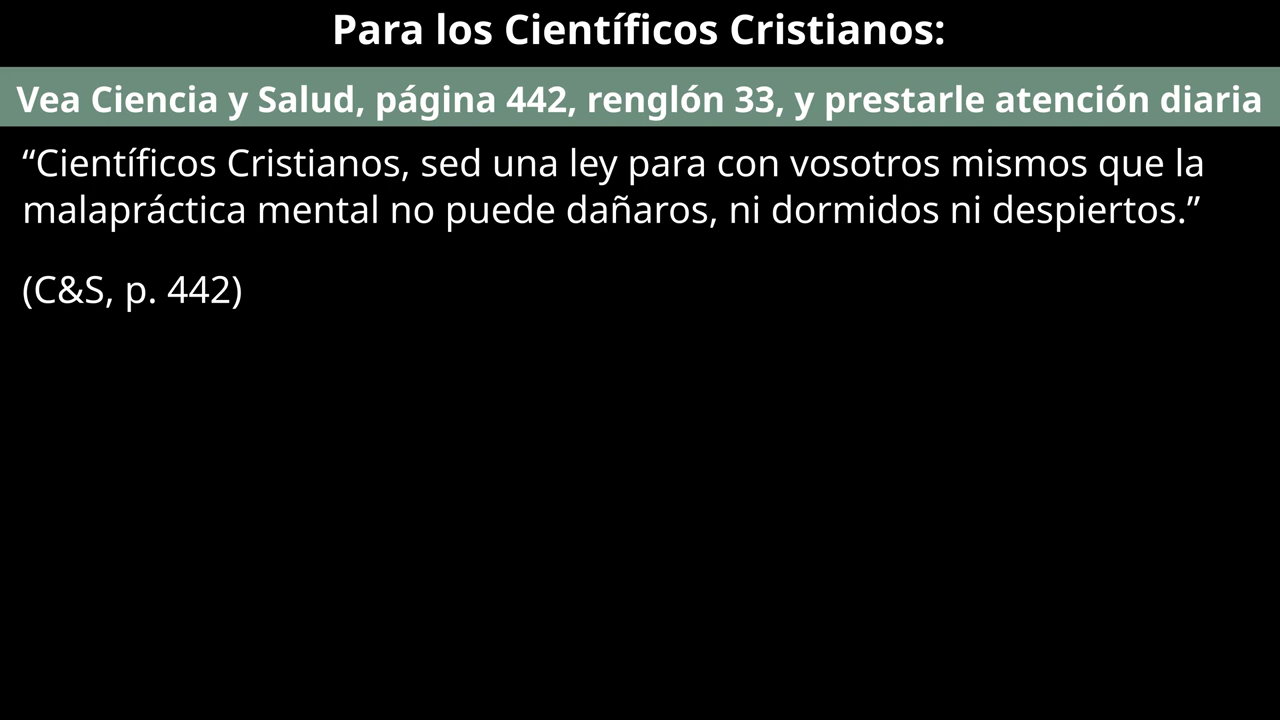 Para los Científicos Cristianos:
Vea Ciencia y Salud, página 442, renglón 33, y prestarle atención diaria
“Científicos Cristianos, sed una ley para con vosotros mismos que la
malapráctica mental no puede dañaros, ni dormidos ni despiertos.”
(C&S, p. 442)